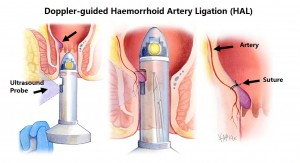 Doppler-guided Haemorrhoid Artery Ligation (HAL)
Artery
Ultrasound
Probe
Suture